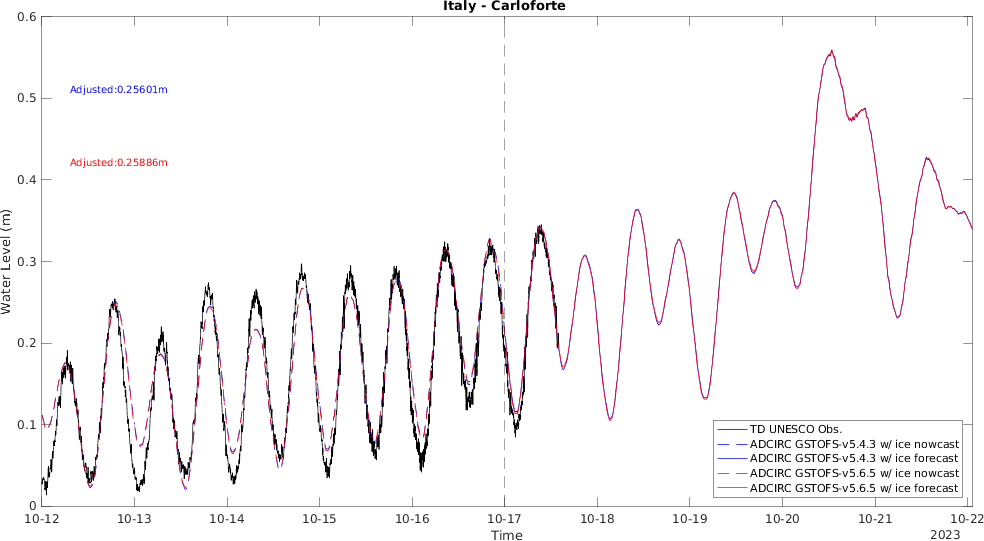 Italy - Carloforte
Adjusted:0.25601m
Adjusted:0.25886m
Water Level (m)
0.6
0.5
0.4
0.3
0.2
0.1
0
10-12
10-13
10-14
10-15
10-16
10-17
10-18
10-19
10-20
10-21
10-22
Time
2023
TD UNESCO Obs.
ADCIRC GSTOFS-v5.4.3 w/ ice nowcast
ADCIRC GSTOFS-v5.4.3 w/ ice forecast
ADCIRC GSTOFS-v5.6.5 w/ ice nowcast
ADCIRC GSTOFS-v5.6.5 w/ ice forecast